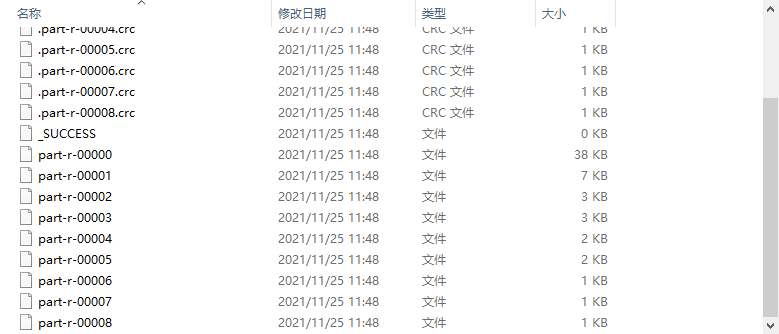 名称 修改日期 类型 大小
.part-r-00004.crc 2021/11/25 11:48 CRC 文件 1 KB
.part-r-00005.crc 2021/11/25 11:48 CRC 文件 1 KB
.part-r-00006.crc 2021/11/25 11:48 CRC 文件 1 KB
.part-r-00007.crc 2021/11/25 11:48 CRC 文件 1 KB
.part-r-00008.crc 2021/11/25 11:48 CRC 文件 1 KB
_SUCCESS 2021/11/25 11:48 文件 0 KB
part-r-00000 2021/11/25 11:48 文件 38 KB
part-r-00001 2021/11/25 11:48 文件 7 KB
part-r-00002 2021/11/25 11:48 文件 3 KB
part-r-00003 2021/11/25 11:48 文件 3 KB
part-r-00004 2021/11/25 11:48 文件 2 KB
part-r-00005 2021/11/25 11:48 文件 2 KB
part-r-00006 2021/11/25 11:48 文件 1 KB
part-r-00007 2021/11/25 11:48 文件 1 KB
part-r-00008 2021/11/25 11:48 文件 1 KB